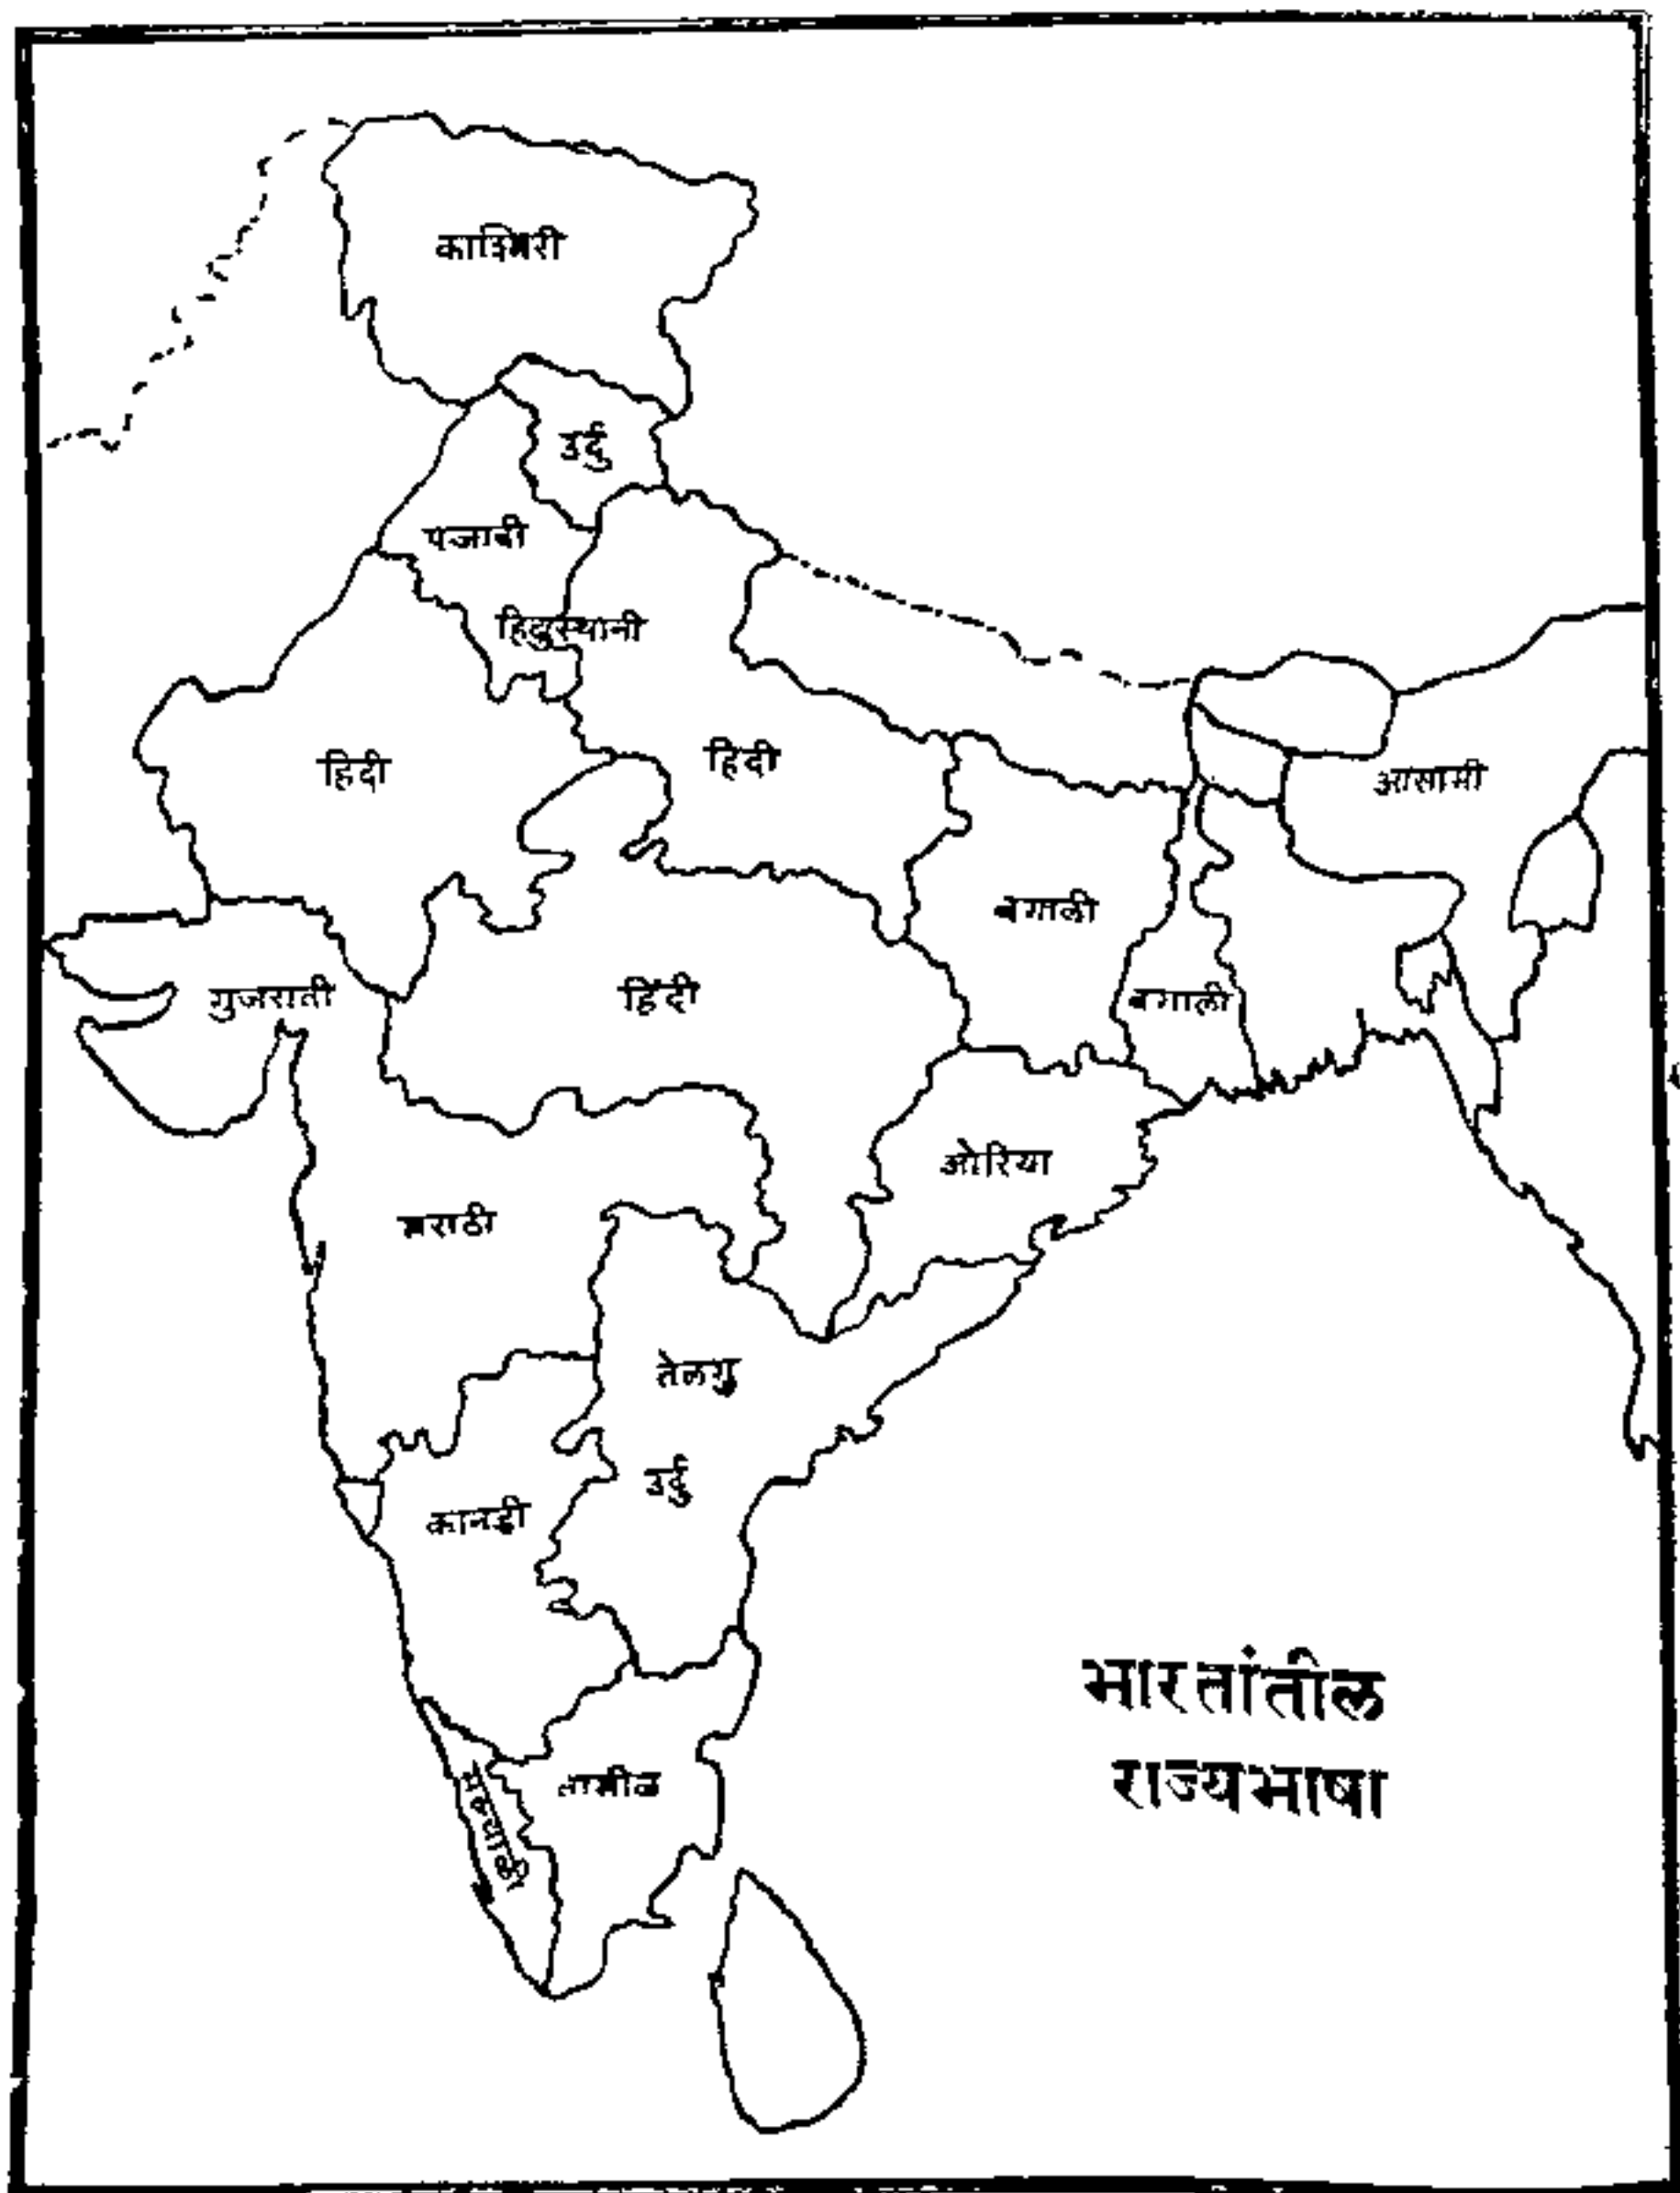 काश्मिरी
उर्दु
पंजाबी
हिंदुस्थानी
हिंदी
हिंदी
आसामी
बंगाली
गुजराती
हिंदी
बंगाली
ओरिया
मराठी
तेलगु
उर्दु
कानडी
भारतांतील
राज्यभाषा
तामीळ